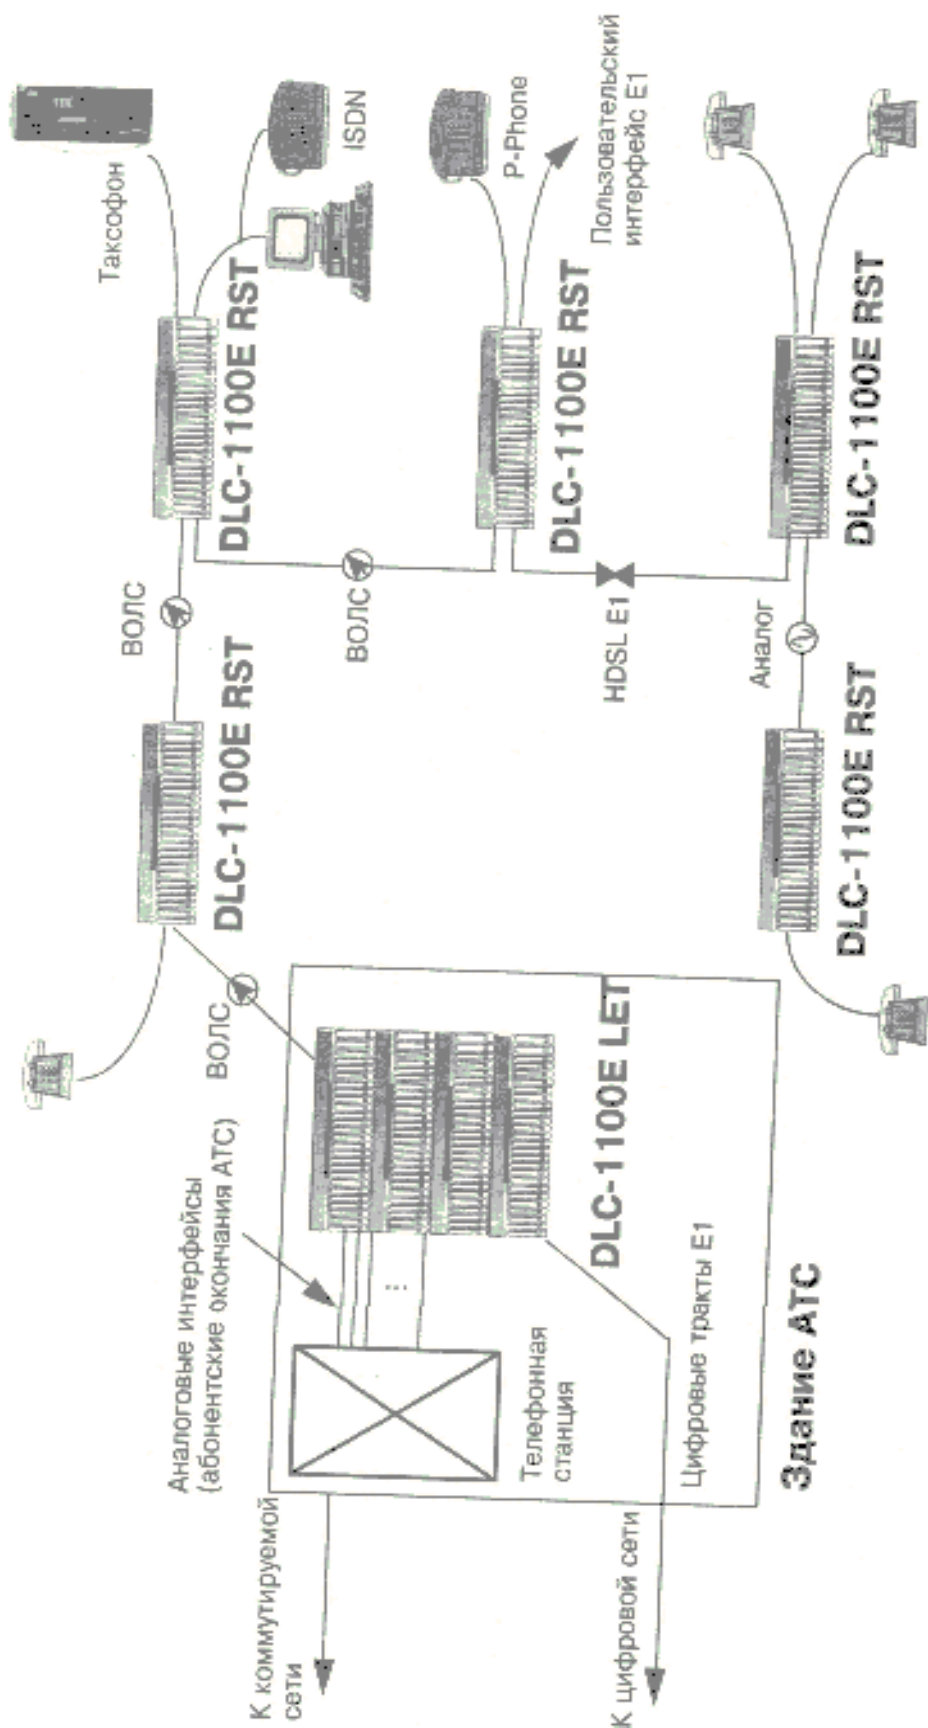 Таксофон
ISDN
ВОЛС
DLC-1100E RST
DLC-1100E RST
ВОЛС
ВОЛС
P-Phone
Пользовательский
интерфейс E1
DLC-1100E RST
HDSL E1
Аналог
DLC-1100E RST
DLC-1100E RST
Аналоговые интерфейсы
(абонентские окончания АТС)
...
DLC-1100E LET
Телефонная
станция
Цифровые тракты E1
Здание АТС
К коммутируемой
сети
К цифровой сети